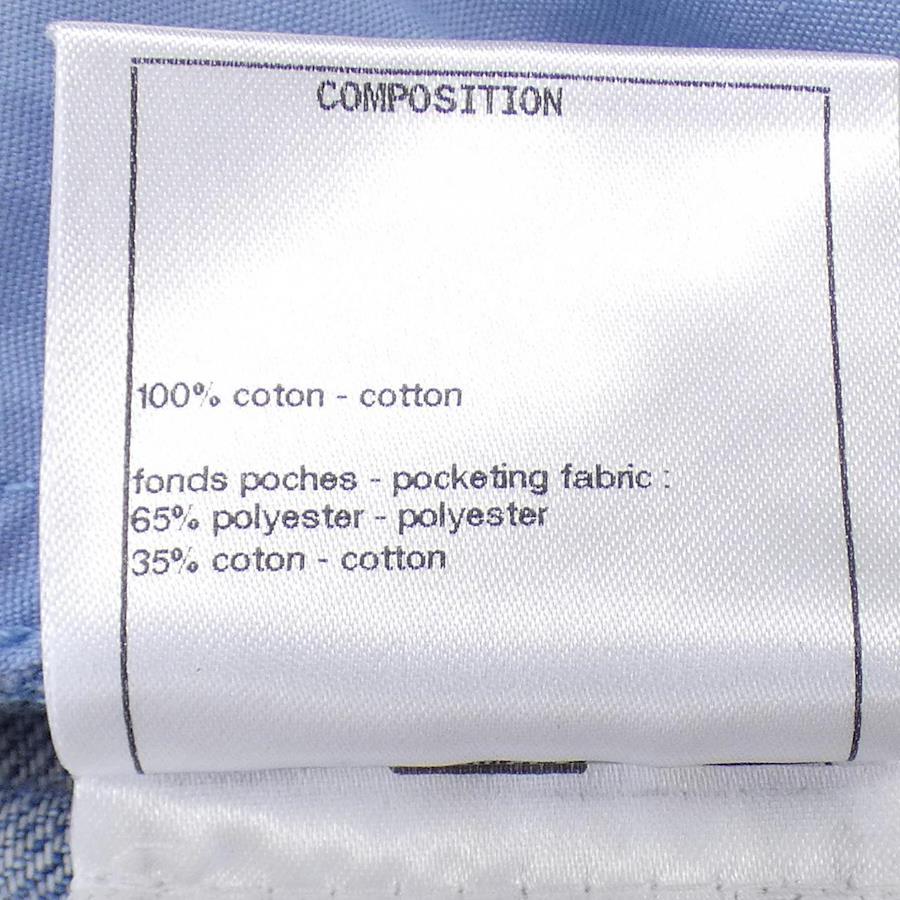 COMPOSITION
100% coton - cotton
fonds poches - pocketing fabric :
65% polyester - polyester
35% coton - cotton